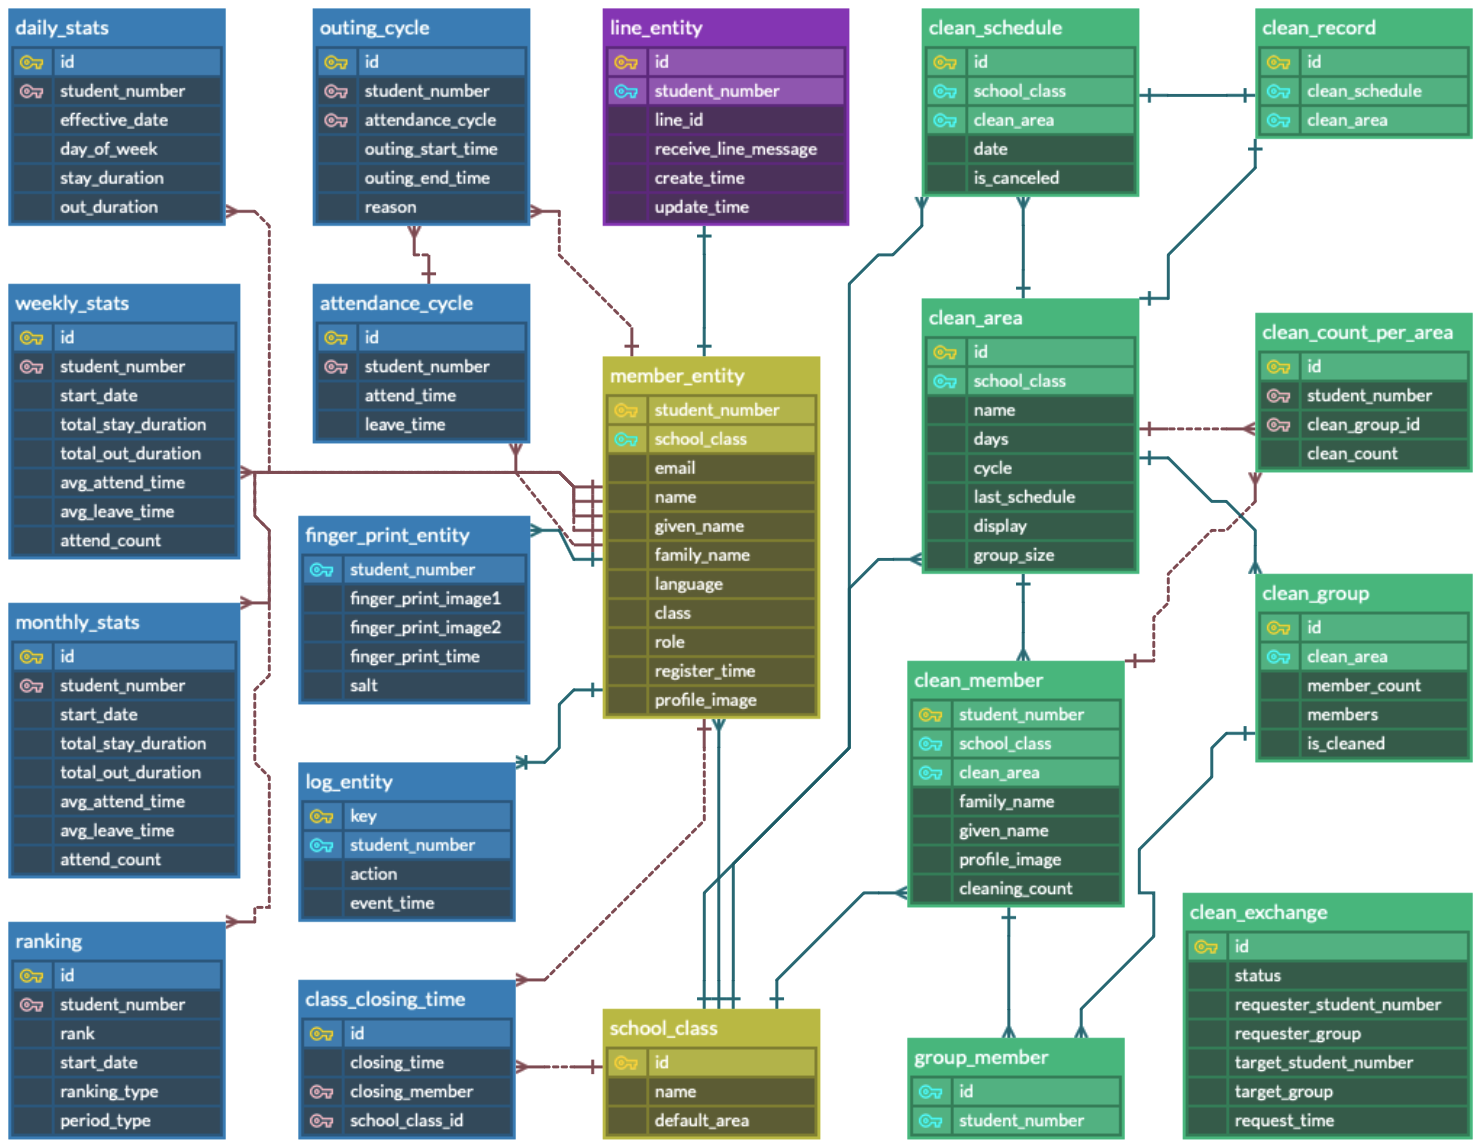 daily_stats
id
student_number
effective_date
day_of_week
stay_duration
out_duration
outing_cycle
id
student_number
attendance_cycle
outing_start_time
outing_end_time
reason
line_entity
id
student_number
line_id
receive_line_message
create_time
update_time
clean_schedule
id
school_class
clean_area
date
is_canceled
clean_record
id
clean_schedule
clean_area
weekly_stats
id
student_number
start_date
total_stay_duration
total_out_duration
avg_attend_time
avg_leave_time
attend_count
attendance_cycle
id
student_number
attend_time
leave_time
member_entity
student_number
school_class
email
name
given_name
family_name
language
class
role
register_time
profile_image
clean_area
id
school_class
name
days
cycle
last_schedule
display
group_size
clean_count_per_area
id
student_number
clean_group_id
clean_count
finger_print_entity
student_number
finger_print_image1
finger_print_image2
finger_print_time
salt
monthly_stats
id
student_number
start_date
total_stay_duration
total_out_duration
avg_attend_time
avg_leave_time
attend_count
clean_group
id
clean_area
member_count
members
is_cleaned
clean_member
student_number
school_class
clean_area
family_name
given_name
profile_image
cleaning_count
log_entity
key
student_number
action
event_time
ranking
id
student_number
rank
start_date
ranking_type
period_type
class_closing_time
id
closing_time
closing_member
school_class_id
school_class
id
name
default_area
group_member
id
student_number
clean_exchange
id
status
requester_student_number
requester_group
target_student_number
target_group
request_time